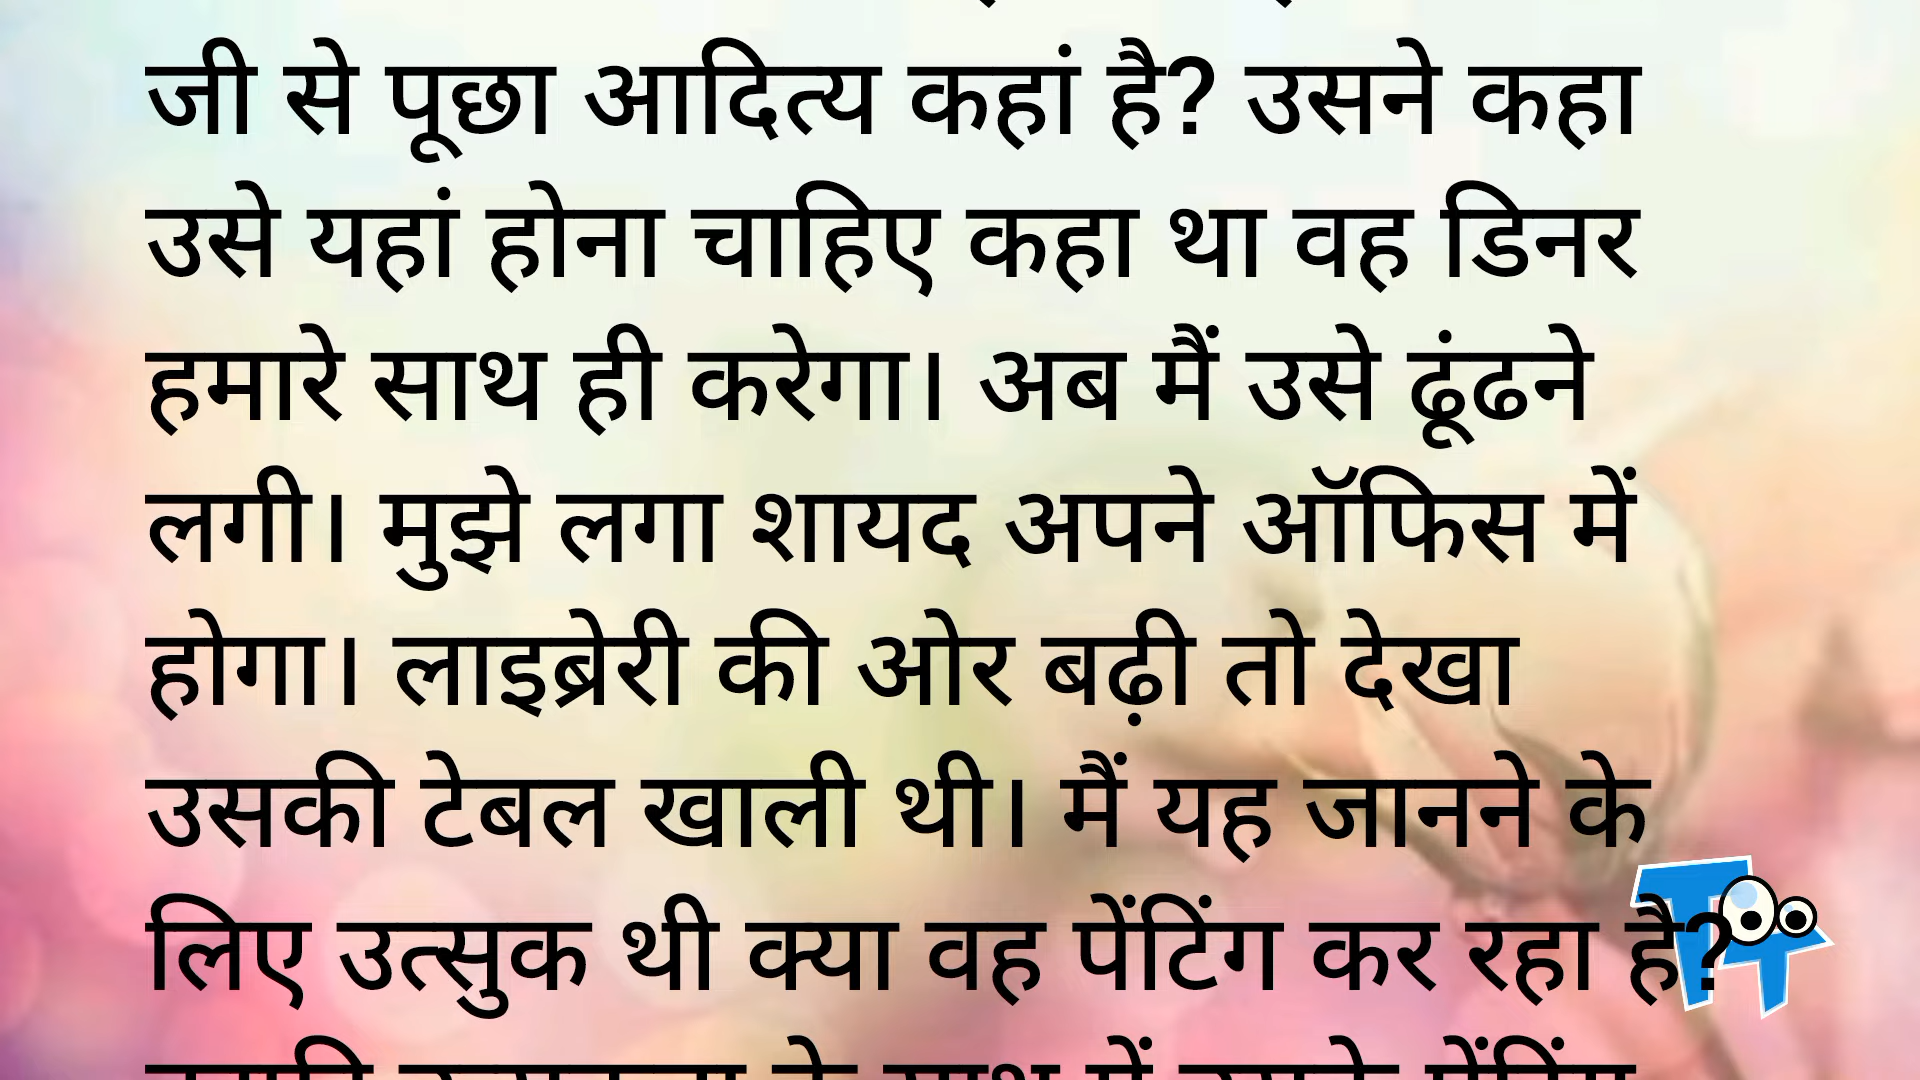 जी से पूछा आदित्य कहां है? उसने कहा
उसे यहां होना चाहिए कहा था वह डिनर
हमारे साथ ही करेगा। अब मैं उसे ढूंढने
लगी। मुझे लगा शायद अपने ऑफिस में
होगा। लाइब्रेरी की ओर बढ़ी तो देखा
उसकी टेबल खाली थी। मैं यह जानने के
लिए उत्सुक थी क्या वह पेंटिंग कर रहा है?